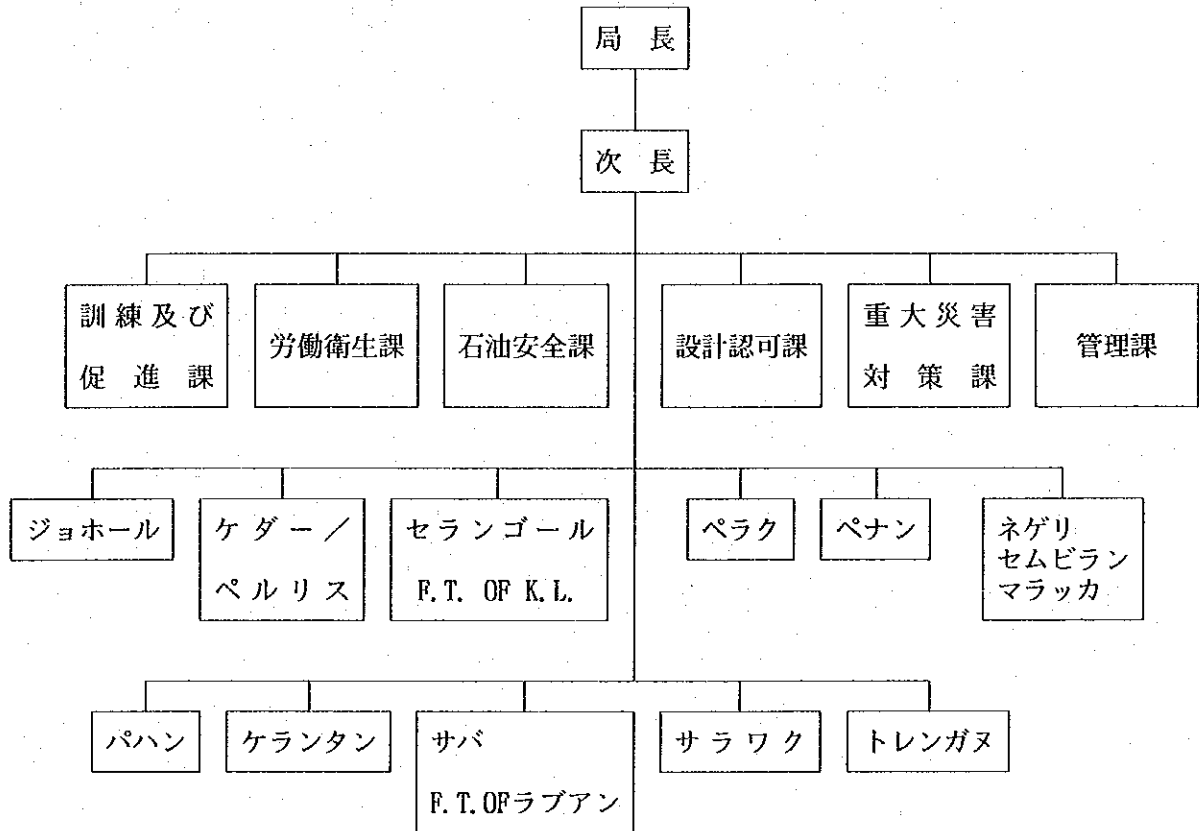 局長
次長
訓練及び
促進課
労働衛生課
石油安全課
設計認可課
重大災害
対策課
管理課
ジョホール
ケダー/
ペルリス
セランゴール
F.T. OF K.L.
ペラク
ペナン
ネゲリ
セムビラン
マラッカ
パハン
ケランタン
サバ
F.T.OFラブアン
サラワク
トレンガヌ